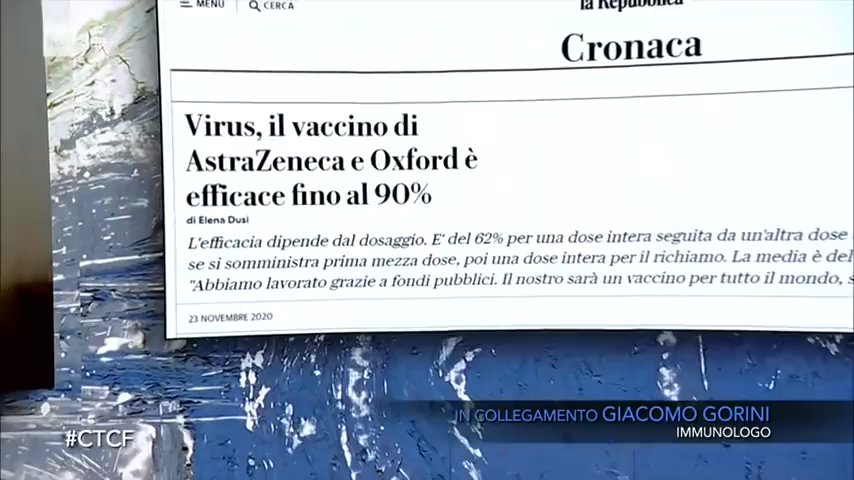 MENU
CERCA
la Repubblica
Cronaca
Virus, il vaccino di
AstraZeneca e Oxford è
efficace fino al 90%
di Elena Dusi
L'efficacia dipende dal dosaggio. E' del 62% per una dose intera seguita da un'altra dose
se si somministra prima mezza dose, poi una dose intera per il richiamo. La media è del
"Abbiamo lavorato grazie a fondi pubblici. Il nostro sarà un vaccino per tutto il mondo, s
23 NOVEMBRE 2020
IN COLLEGAMENTO GIACOMO GORINI
IMMUNOLOGO
#CTCF